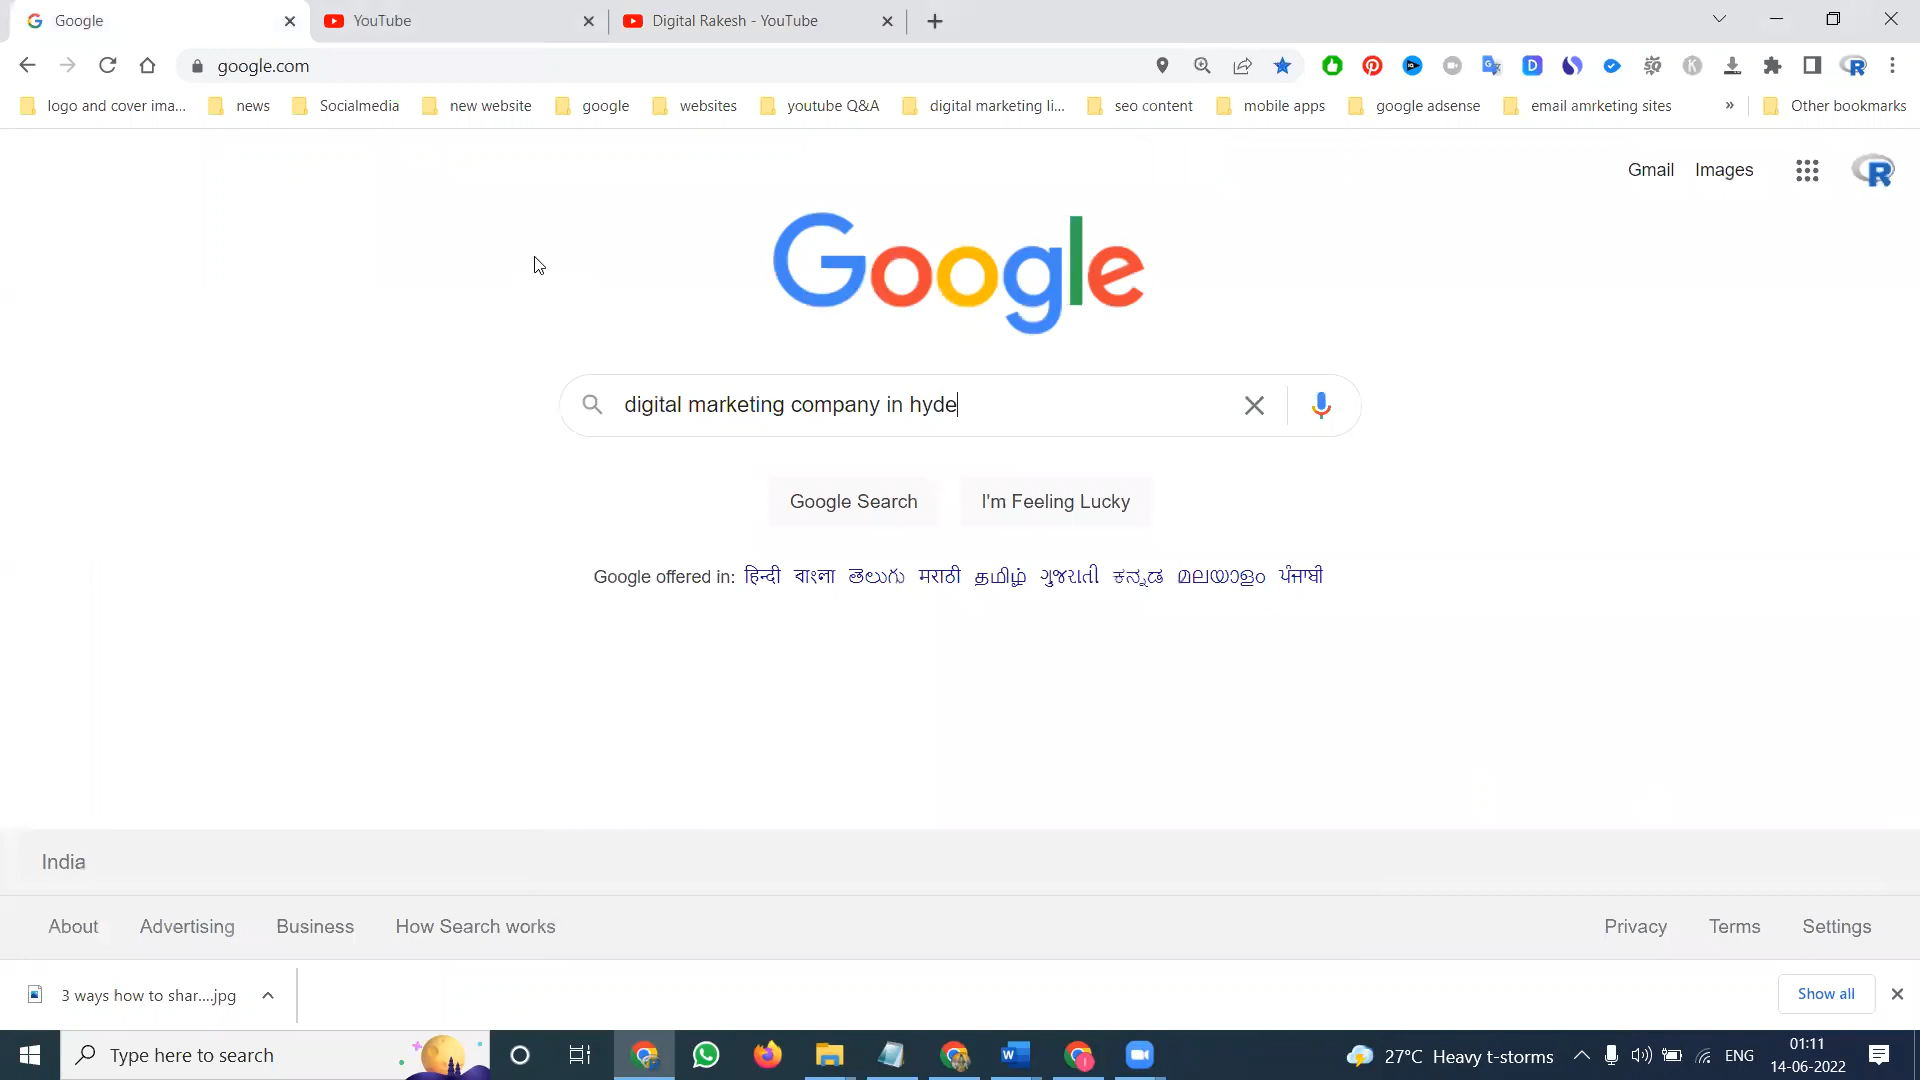 Google
YouTube
Digital Rakesh - YouTube
google.com
logo and cover ima...
news
Socialmedia
new website
google
websites
youtube Q&A
digital marketing li...
seo content
mobile apps
google adsense
email amrketing sites
»
Other bookmarks
Gmail Images
Google
digital marketing company in hyde
Google Search
I'm Feeling Lucky
Google offered in: हिन्दी বাংলা తెలుగు मराठी தமிழ் ગુજરાતી ಕನ್ನಡ മലയാളം ਪੰਜਾਬੀ
India
About Advertising Business How Search works
Privacy Terms Settings
3 ways how to shar....jpg
Show all
Type here to search
27°C Heavy t-storms
ENG
01:11
14-06-2022